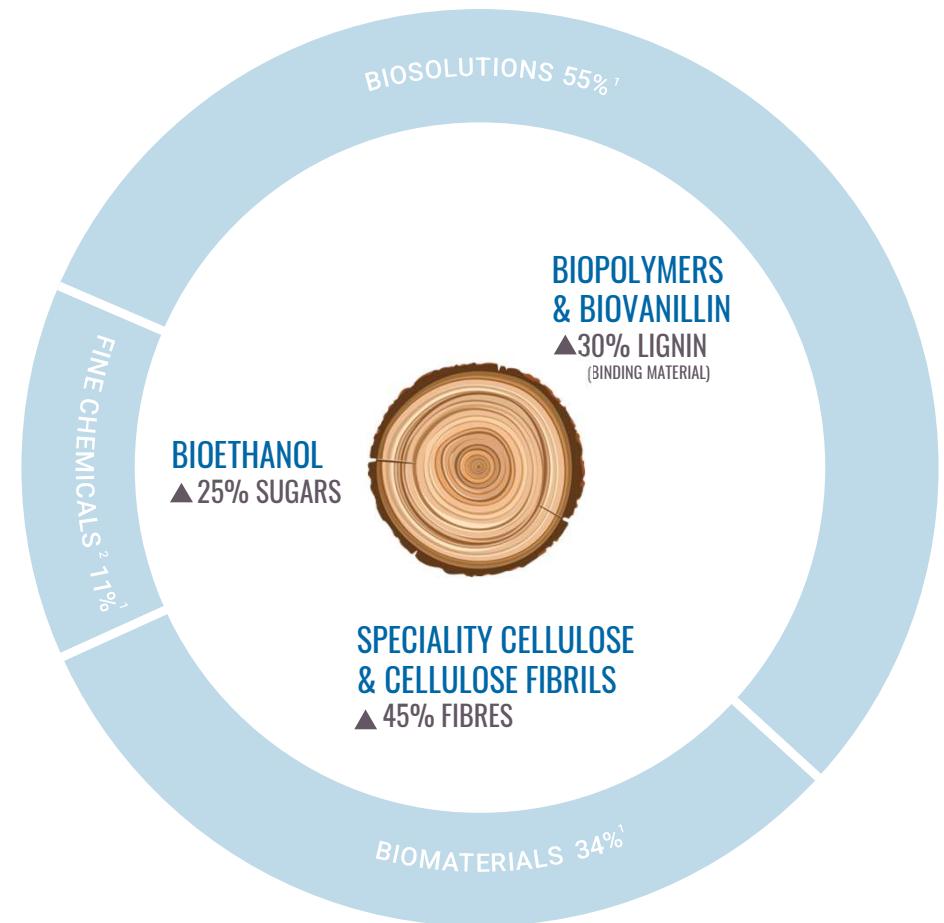 BIOSOLUTIONS 55%¹
BIOPOLYMERS
& BIOVANILLIN
▲30% LIGNIN
(BINDING MATERIAL)
FINE CHEMICALS² 11%¹
BIOETHANOL
▲ 25% SUGARS
SPECIALITY CELLULOSE
& CELLULOSE FIBRILS
▲ 45% FIBRES
BIOMATERIALS 34%¹